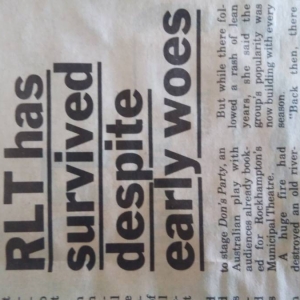 RLT has
survived
despite
early woes
to stage Don's Party, an
Australian play with
audiences already book-
ed for Rockhampton's
Municipal Theatre.
A huge fire had
destroyed an river-
But while there fol-
lowed a rash of lean
years, she said the
group's popularity was
now building with every
season.
"Back then, there